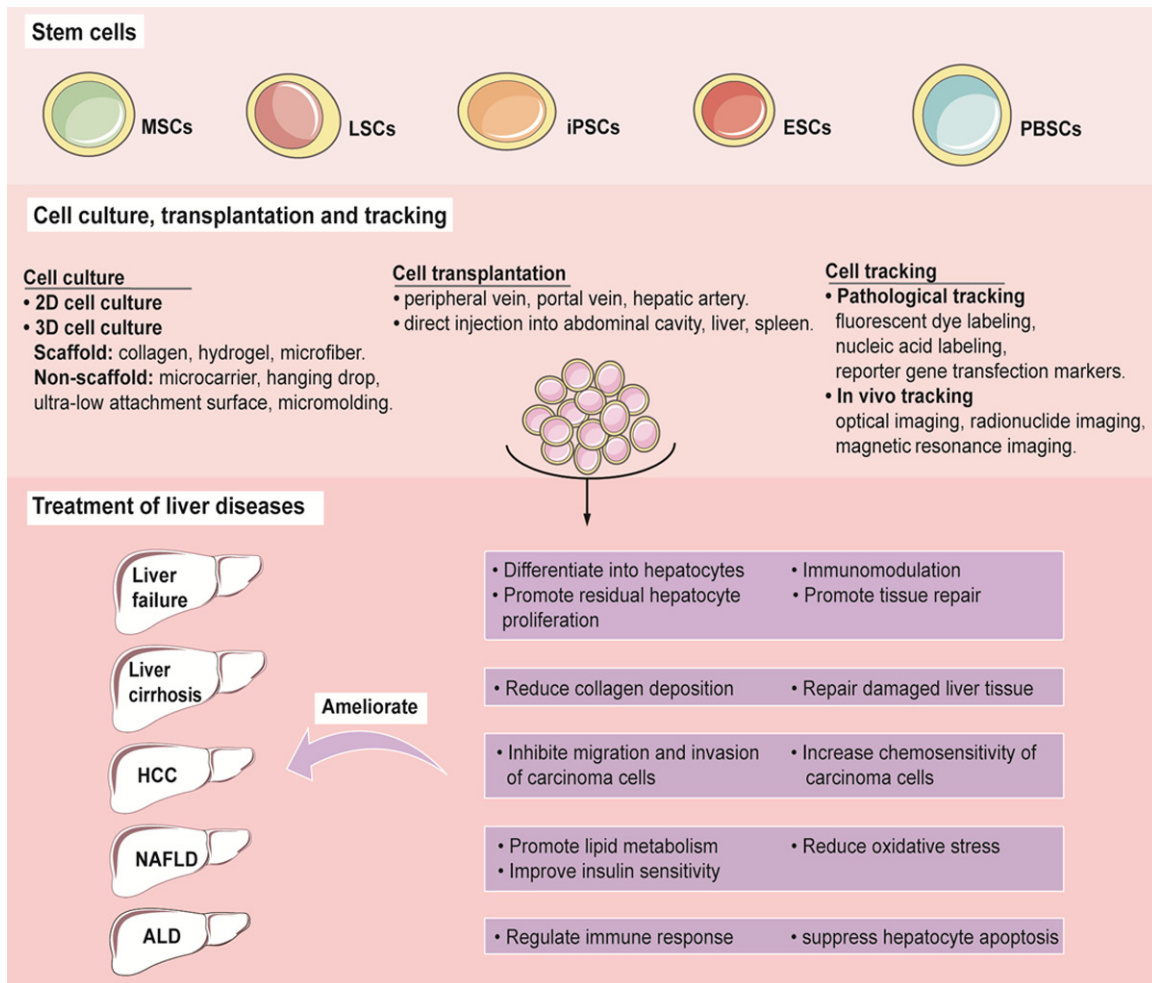 Stem cells
MSCs
LSCs
iPSCs
ESCs
PBSCs
Cell culture, transplantation and tracking
Cell culture
• 2D cell culture
• 3D cell culture
Scaffold: collagen, hydrogel, microfiber.
Non-scaffold: microcarrier, hanging drop,
ultra-low attachment surface, micromolding.
Cell transplantation
• peripheral vein, portal vein, hepatic artery.
• direct injection into abdominal cavity, liver, spleen.
Cell tracking
• Pathological tracking
fluorescent dye labeling,
nucleic acid labeling,
reporter gene transfection markers.
• In vivo tracking
optical imaging, radionuclide imaging,
magnetic resonance imaging.
Treatment of liver diseases
Liver
failure
• Differentiate into hepatocytes
• Promote residual hepatocyte
proliferation
• Immunomodulation
• Promote tissue repair
Liver
cirrhosis
• Reduce collagen deposition
• Repair damaged liver tissue
Ameliorate
HCC
• Inhibite migration and invasion
of carcinoma cells
• Increase chemosensitivity of
carcinoma cells
NAFLD
• Promote lipid metabolism
• Improve insulin sensitivity
• Reduce oxidative stress
ALD
• Regulate immune response
• suppress hepatocyte apoptosis